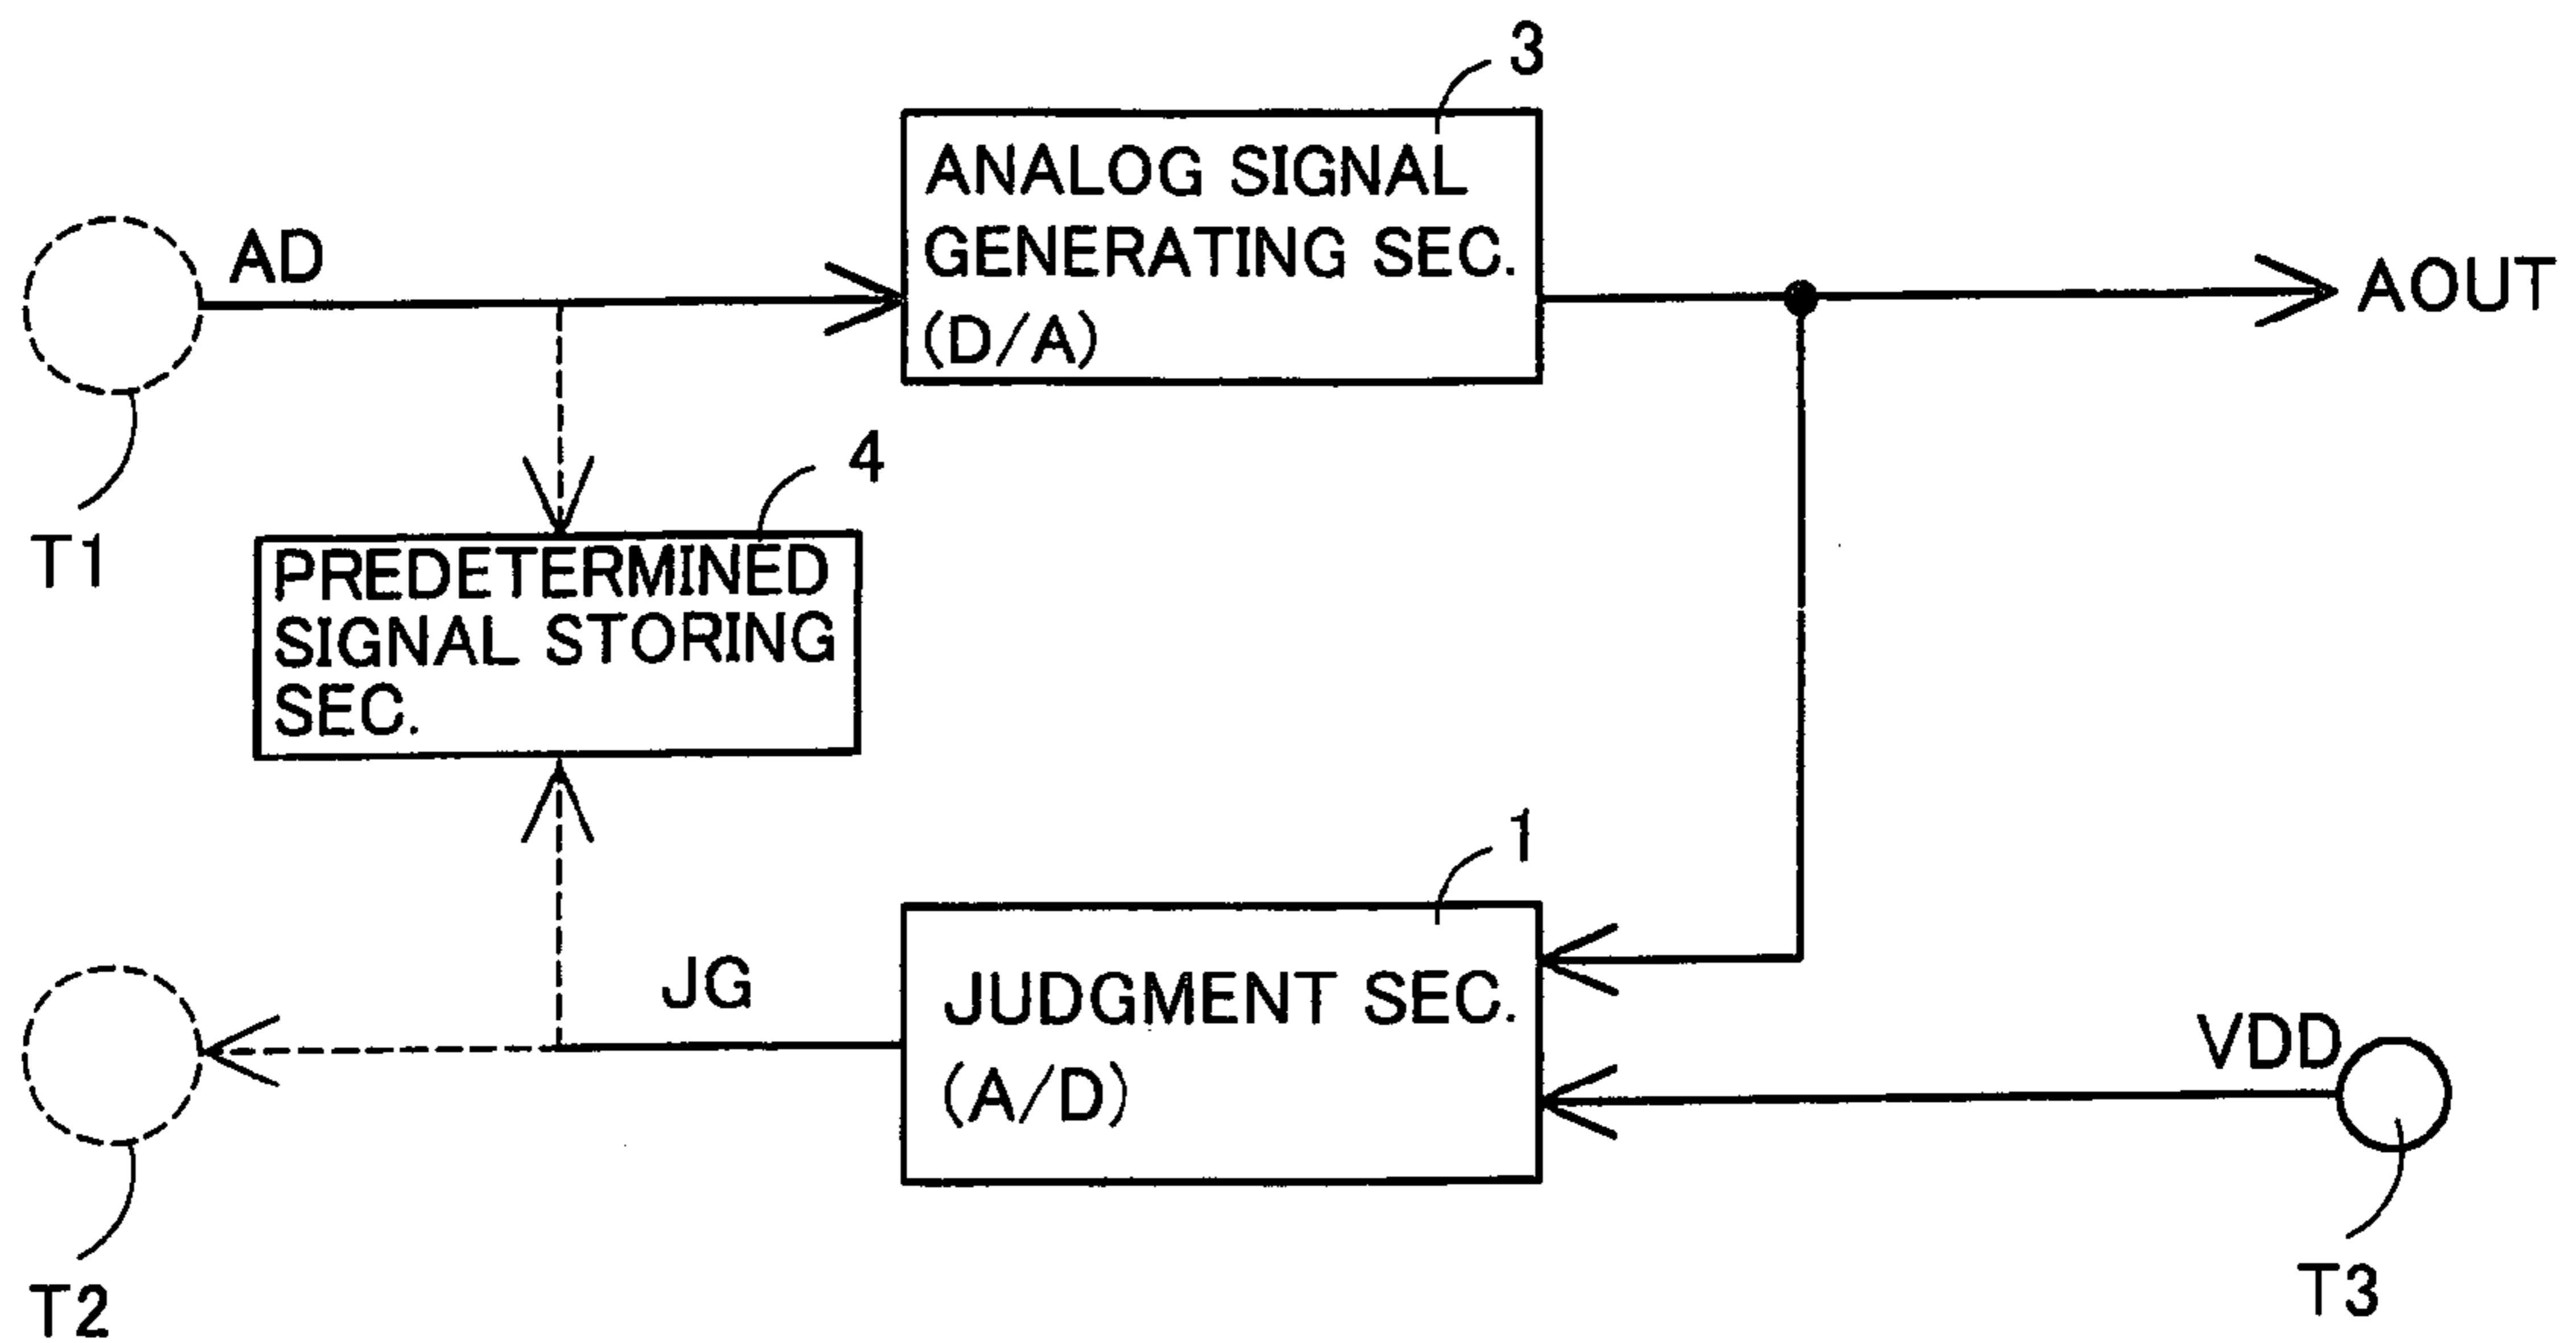 3
ANALOG SIGNAL
GENERATING SEC.
(D/A)
AD
AOUT
T1
4
PREDETERMINED
SIGNAL STORING
SEC.
1
JG
JUDGMENT SEC.
(A/D)
VDD
T2
T3